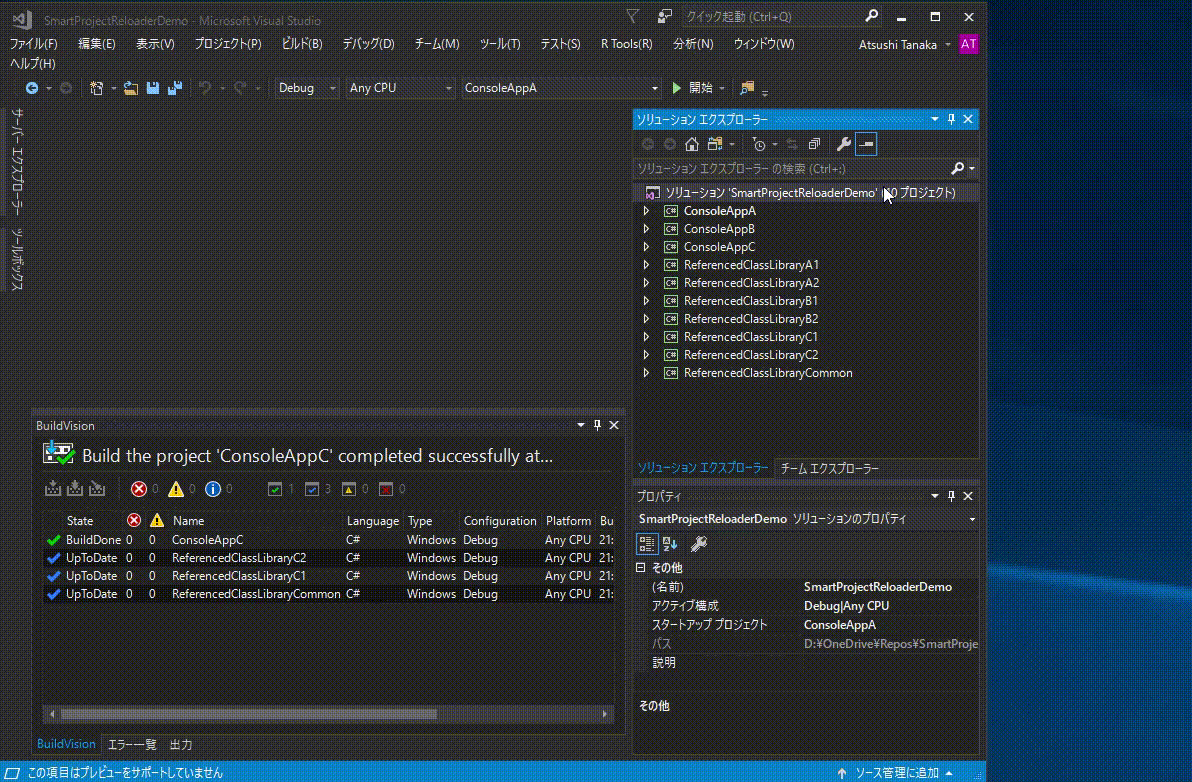 SmartProjectReloaderDemo - Microsoft Visual Studio
クイック起動 (Ctrl+Q)
ファイル(F) 編集(E) 表示(V) プロジェクト(P) ビルド(B) デバッグ(D) チーム(M) ツール(T) テスト(S) R Tools(R) 分析(N) ウィンドウ(W) Atsushi Tanaka AT
ヘルプ(H)
Debug Any CPU ConsoleAppA 開始
サーバー エクスプローラー
ツールボックス
ソリューション エクスプローラー
ソリューション エクスプローラー の検索 (Ctrl+;)
ソリューション 'SmartProjectReloaderDemo' 0 プロジェクト)
C# ConsoleAppA
C# ConsoleAppB
C# ConsoleAppC
C# ReferencedClassLibraryA1
C# ReferencedClassLibraryA2
C# ReferencedClassLibraryB1
C# ReferencedClassLibraryB2
C# ReferencedClassLibraryC1
C# ReferencedClassLibraryC2
C# ReferencedClassLibraryCommon
ソリューション エクスプローラー チーム エクスプローラー
BuildVision
Build the project 'ConsoleAppC' completed successfully at...
0 0 0 1 3 0 0
State Name Language Type Configuration Platform Bu
BuildDone 0 0 ConsoleAppC C# Windows Debug Any CPU 21:
UpToDate 0 0 ReferencedClassLibraryC2 C# Windows Debug Any CPU 21:
UpToDate 0 0 ReferencedClassLibraryC1 C# Windows Debug Any CPU 21:
UpToDate 0 0 ReferencedClassLibraryCommon C# Windows Debug Any CPU 21:
BuildVision エラー一覧 出力
プロパティ
SmartProjectReloaderDemo ソリューションのプロパティ
その他
(名前) SmartProjectReloaderDemo
アクティブ構成 Debug|Any CPU
スタートアップ プロジェクト ConsoleAppA
パス D:¥OneDrive¥Repos¥SmartProje
説明
その他
この項目はプレビューをサポートしていません
ソース管理に追加